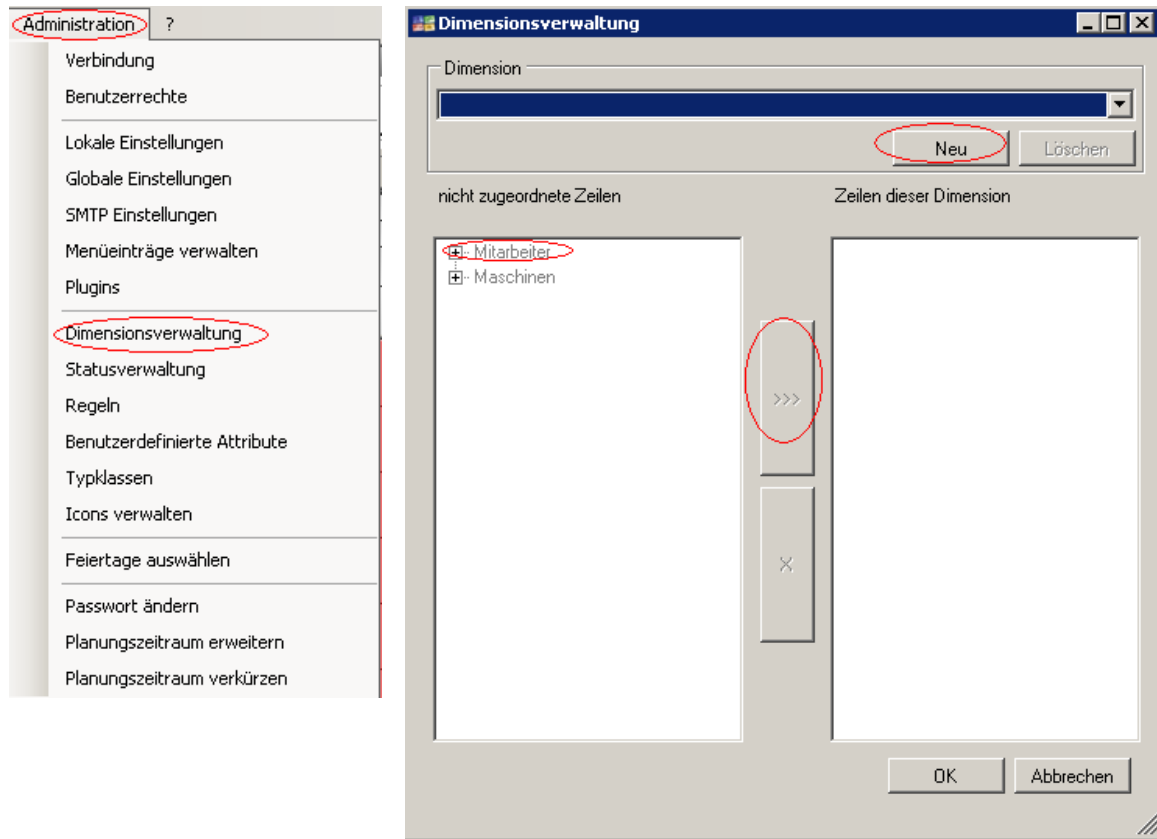 Administration ?
Verbindung
Benutzerrechte
Lokale Einstellungen
Globale Einstellungen
SMTP Einstellungen
Menüeinträge verwalten
Plugins
Dimensionsverwaltung
Statusverwaltung
Regeln
Benutzerdefinierte Attribute
Typklassen
Icons verwalten
Feiertage auswählen
Passwort ändern
Planungszeitraum erweitern
Planungszeitraum verkürzen
Dimensionsverwaltung
Dimension
Neu
Löschen
nicht zugeordnete Zeilen
Zeilen dieser Dimension
Mitarbeiter
Maschinen
>>>
X
OK
Abbrechen